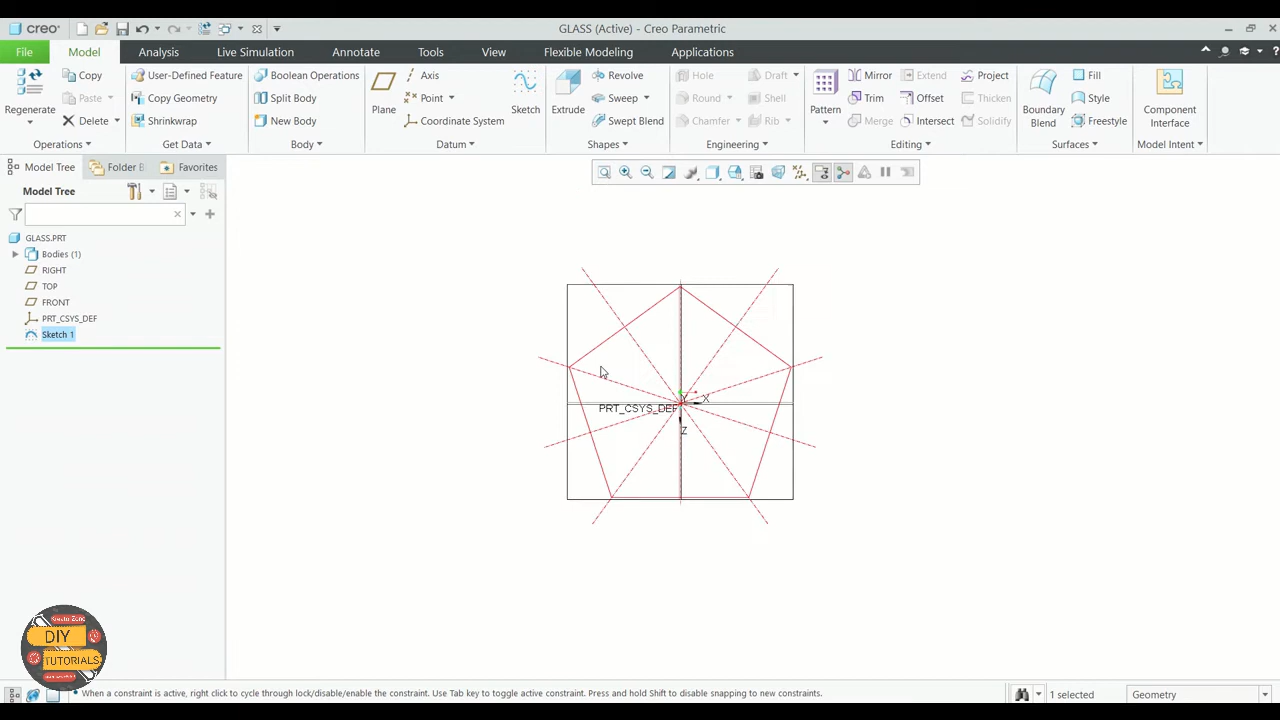 creo
GLASS (Active) - Creo Parametric
File
Model
Analysis
Live Simulation
Annotate
Tools
View
Flexible Modeling
Applications
Regenerate
Copy
Paste
Delete
Operations
User-Defined Feature
Copy Geometry
Shrinkwrap
Get Data
Boolean Operations
Split Body
New Body
Body
Plane
Axis
Point
Coordinate System
Sketch
Datum
Extrude
Revolve
Sweep
Swept Blend
Shapes
Hole
Round
Chamfer
Draft
Shell
Rib
Engineering
Pattern
Mirror
Trim
Merge
Extend
Offset
Intersect
Project
Thicken
Solidify
Editing
Boundary
Blend
Fill
Style
Freestyle
Surfaces
Component
Interface
Model Intent
Model Tree
Folder B
Favorites
Model Tree
GLASS.PRT
Bodies (1)
RIGHT
TOP
FRONT
PRT_CSYS_DEF
Sketch 1
Y
X
PRT_CSYS_DEF
Z
DIY
TUTORIALS
When a constraint is active, right click to cycle through lock/disable/enable the constraint. Use Tab key to toggle active constraint. Press and hold Shift to disable snapping to new constraints.
1 selected
Geometry